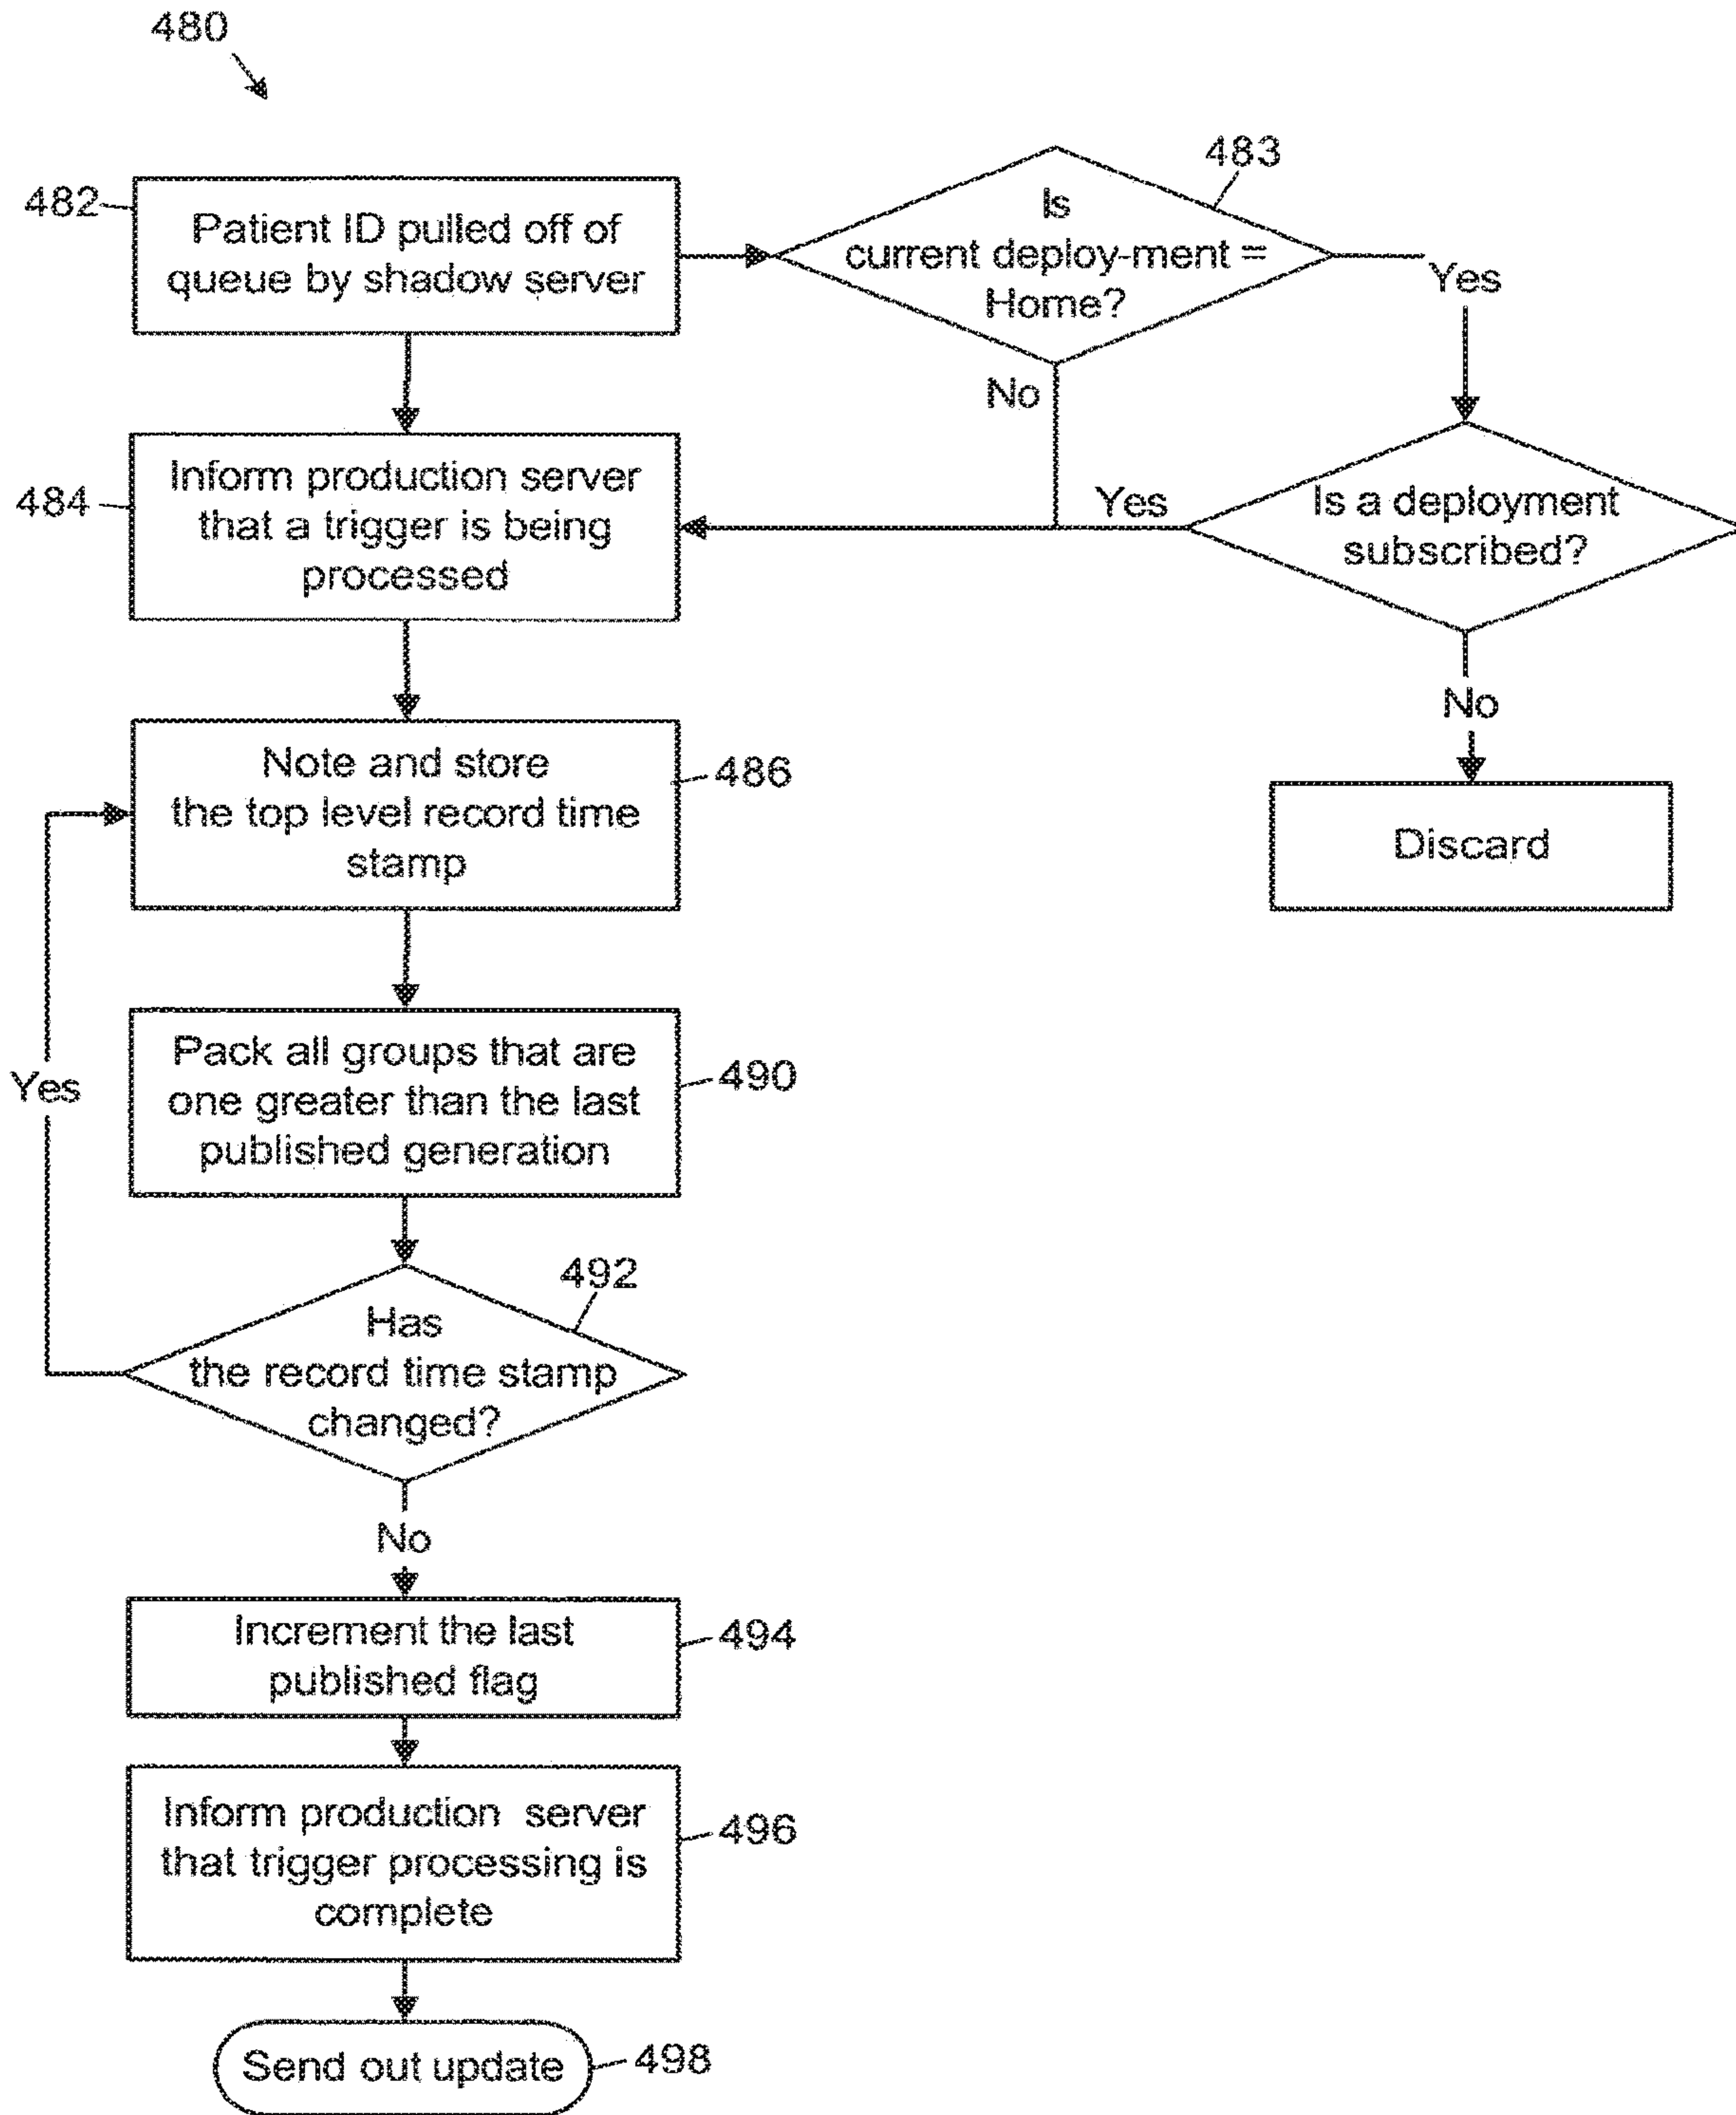 480
482
Patient ID pulled off of
queue by shadow server
483
Is
current deploy-ment =
Home?
Yes
No
484
Inform production server
that a trigger is being
processed
Yes
Is a deployment
subscribed?
No
Discard
Note and store
the top level record time
stamp
486
Pack all groups that are
one greater than the last
published generation
490
Yes
492
Has
the record time stamp
changed?
No
Increment the last
published flag
494
Inform production server
that trigger processing is
complete
496
Send out update
498